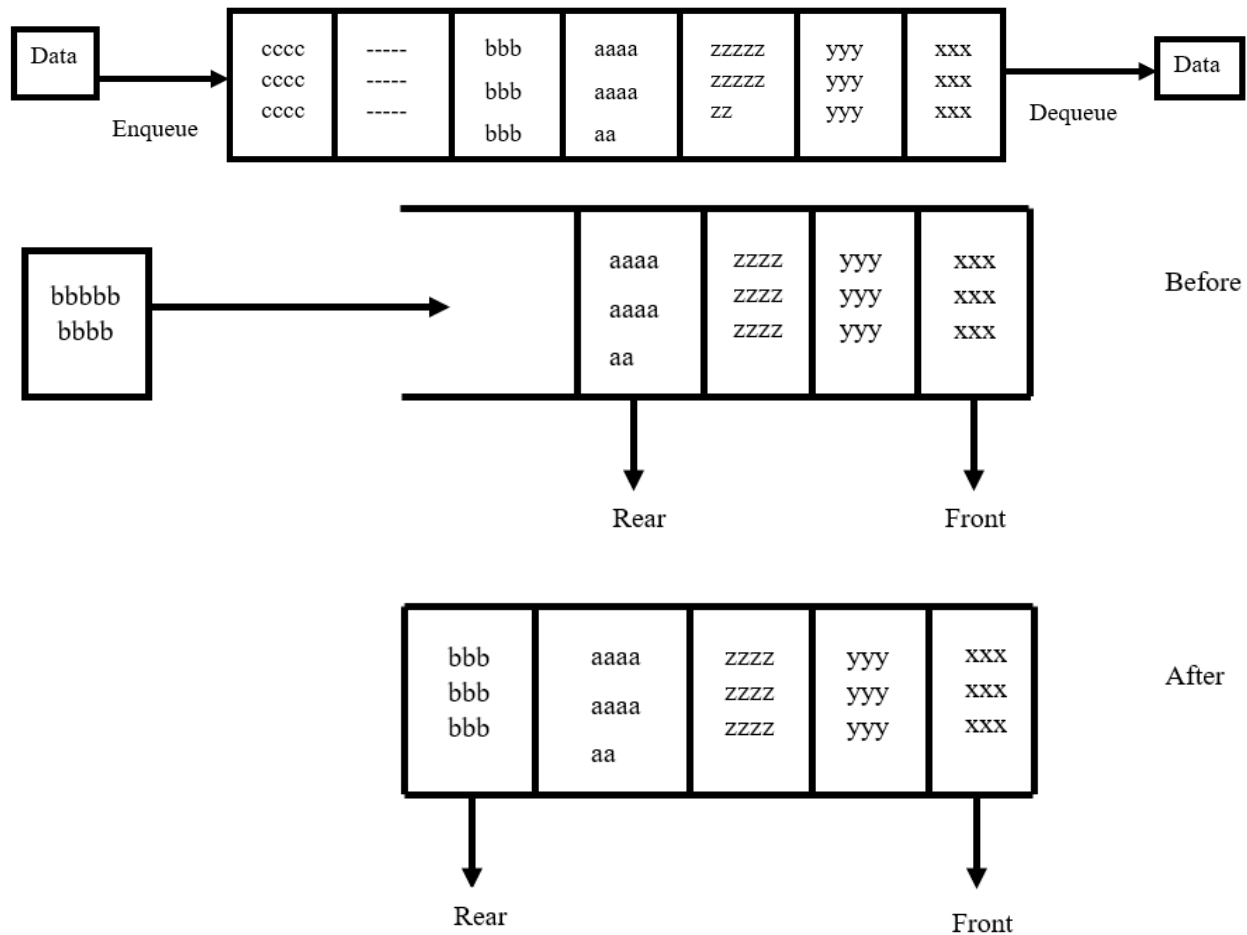 Data
Enqueue
cccc
cccc
cccc
-----
-----
-----
bbb
bbb
bbb
aaaa
aaaa
aa
zzzzz
zzzzz
zz
yyy
yyy
yyy
xxx
xxx
xxx
Dequeue
Data
bbbbb
bbbb
aaaa
aaaa
aa
zzzz
zzzz
zzzz
yyy
yyy
yyy
xxx
xxx
xxx
Before
Rear
Front
bbb
bbb
bbb
aaaa
aaaa
aa
zzzz
zzzz
zzzz
yyy
yyy
yyy
xxx
xxx
xxx
After
Rear
Front